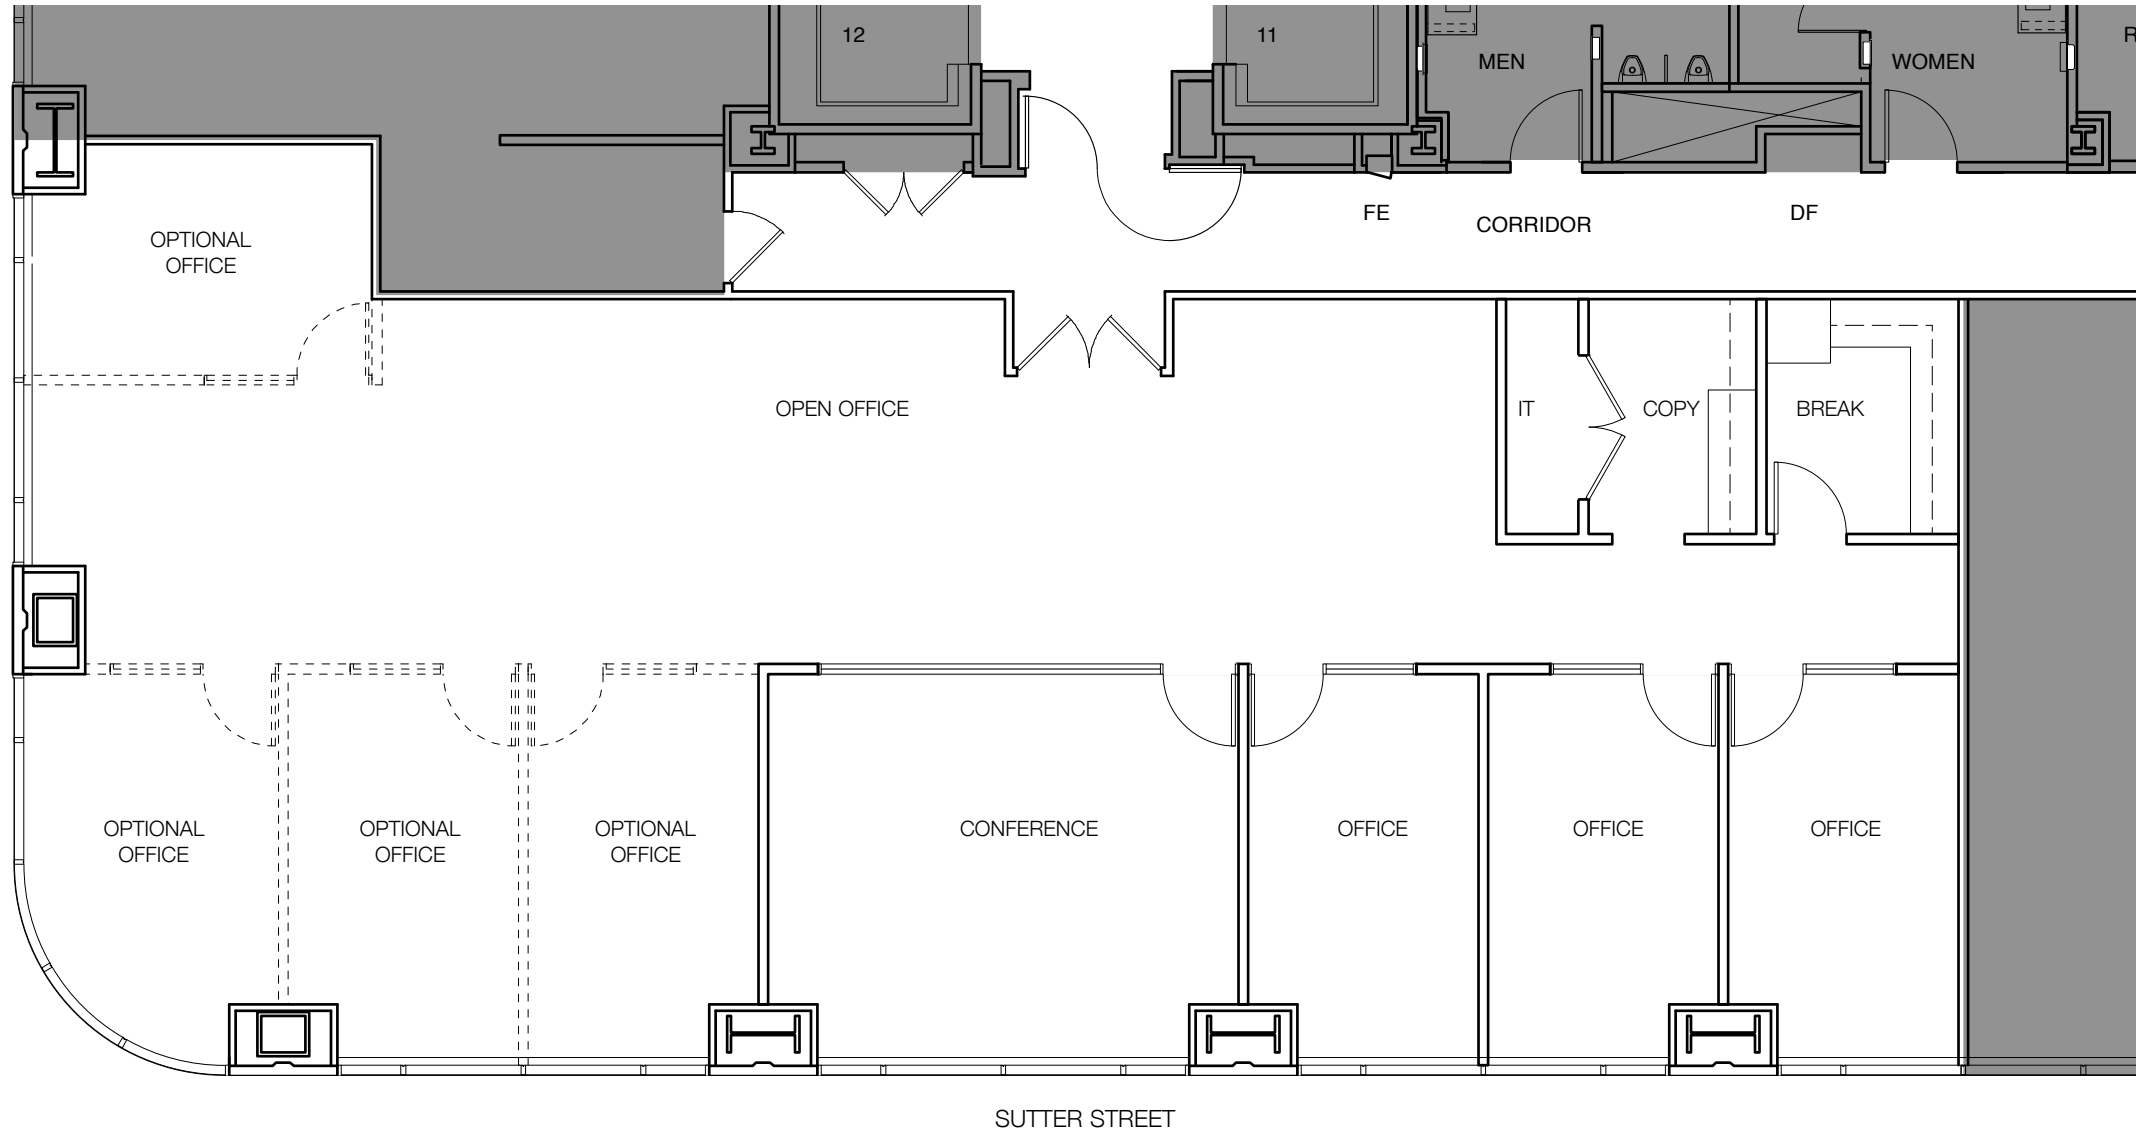 12
11
MEN
WOMEN
R
FE
CORRIDOR
DF
OPTIONAL
OFFICE
OPEN OFFICE
IT
COPY
BREAK
OPTIONAL
OFFICE
OPTIONAL
OFFICE
OPTIONAL
OFFICE
CONFERENCE
OFFICE
OFFICE
OFFICE
SUTTER STREET